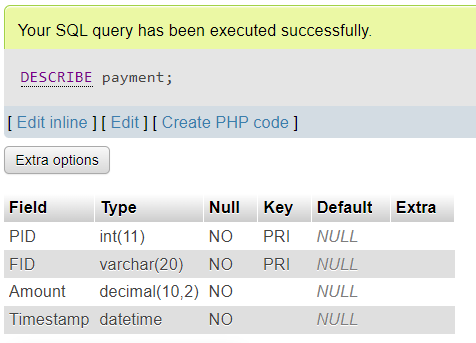 Your SQL query has been executed successfully.
DESCRIBE payment;
[ Edit inline ] [ Edit ] [ Create PHP code ]
Extra options
Field Type Null Key Default Extra
PID int(11) NO PRI NULL
FID varchar(20) NO PRI NULL
Amount decimal(10,2) NO NULL
Timestamp datetime NO NULL